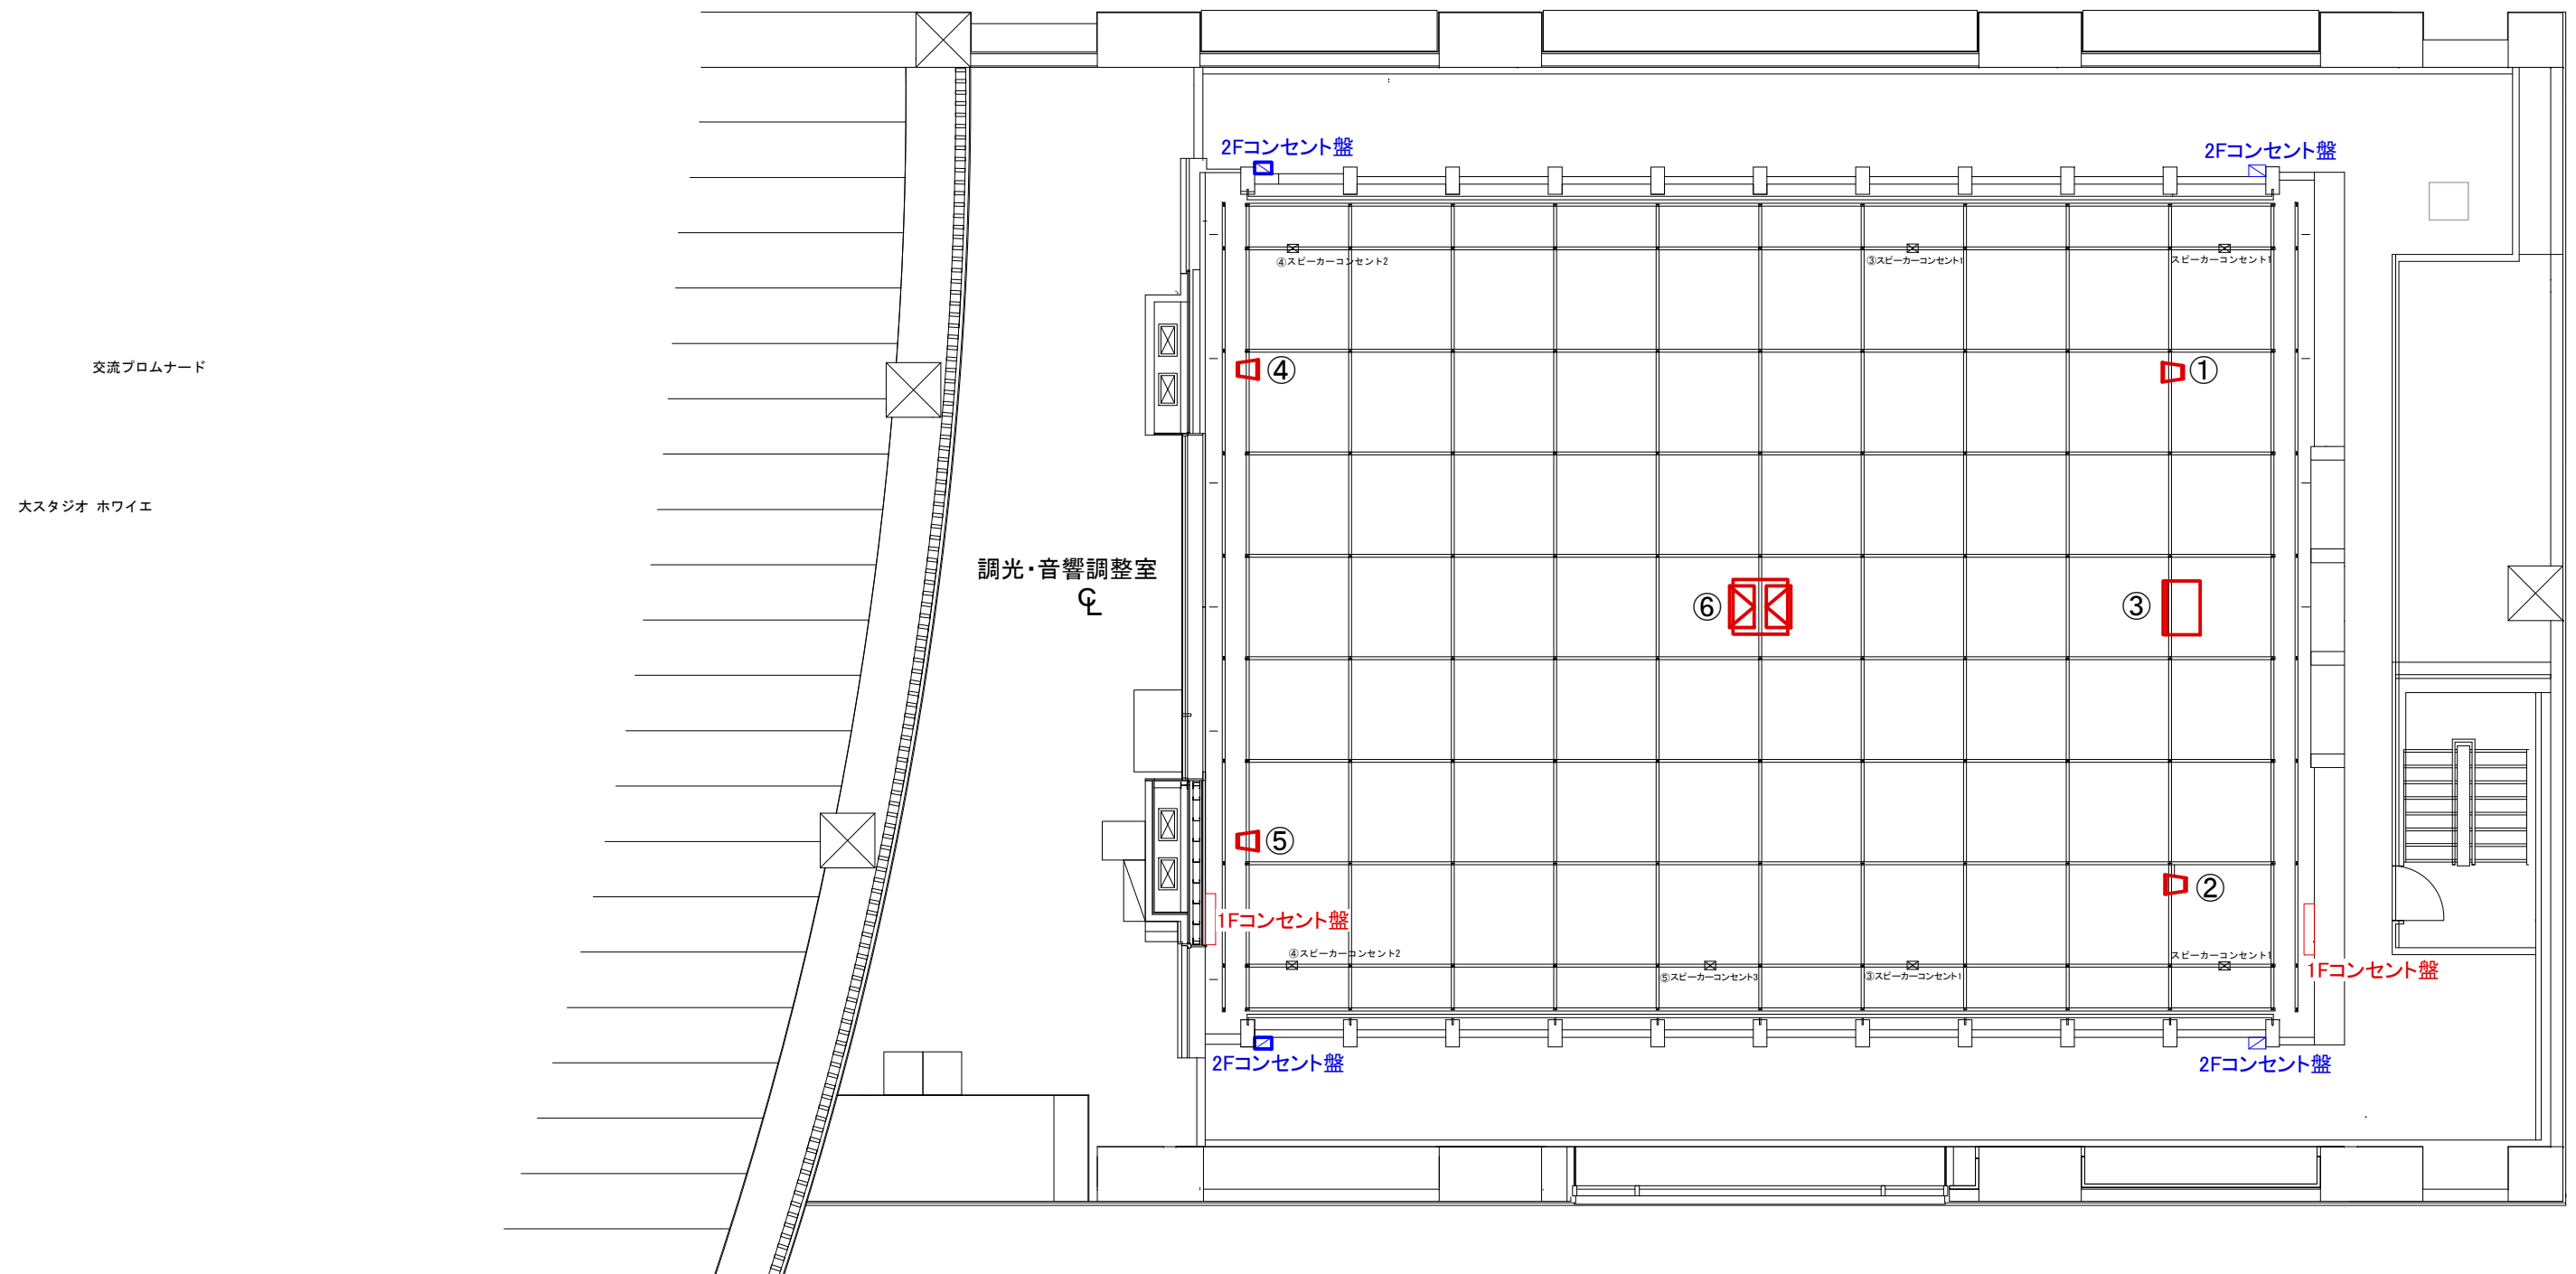 2Fコンセント盤
2Fコンセント盤
④スピーカーコンセント2
③スピーカーコンセント1
スピーカーコンセント1
交流プロムナード
④
①
大スタジオ ホワイエ
調光・音響調整室
CL
⑥
③
⑤
②
1Fコンセント盤
④スピーカーコンセント2
⑤スピーカーコンセント3
③スピーカーコンセント1
スピーカーコンセント1
1Fコンセント盤
2Fコンセント盤
2Fコンセント盤